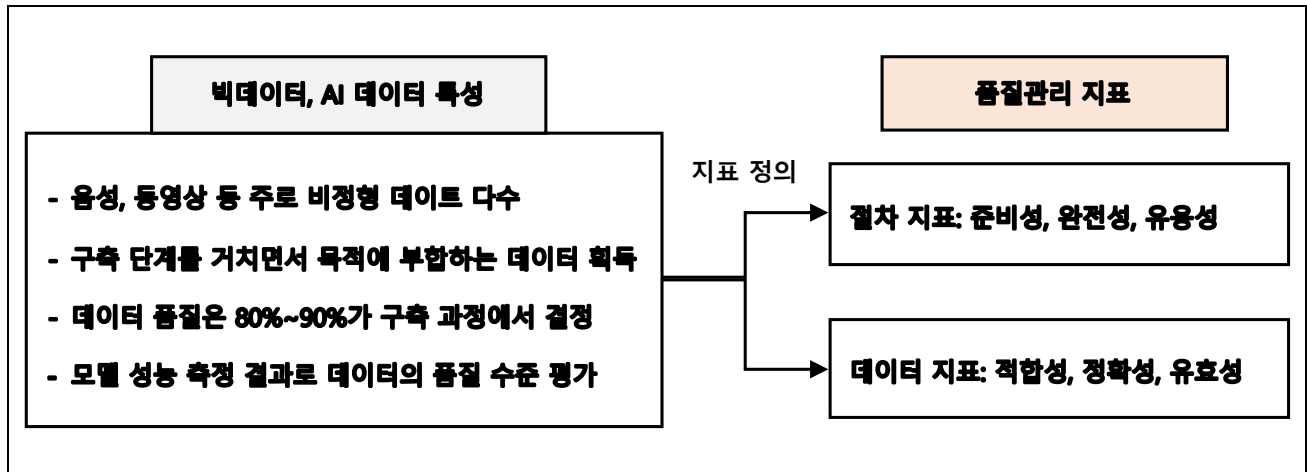 빅데이터, AI 데이터 특성
- 음성, 동영상 등 주로 비정형 데이트 다수
- 구축 단계를 거치면서 목적에 부합하는 데이터 획득
- 데이터 품질은 80%~90%가 구축 과정에서 결정
- 모델 성능 측정 결과로 데이터의 품질 수준 평가
지표 정의
품질관리 지표
절차 지표: 준비성, 완전성, 유용성
데이터 지표: 적합성, 정확성, 유효성